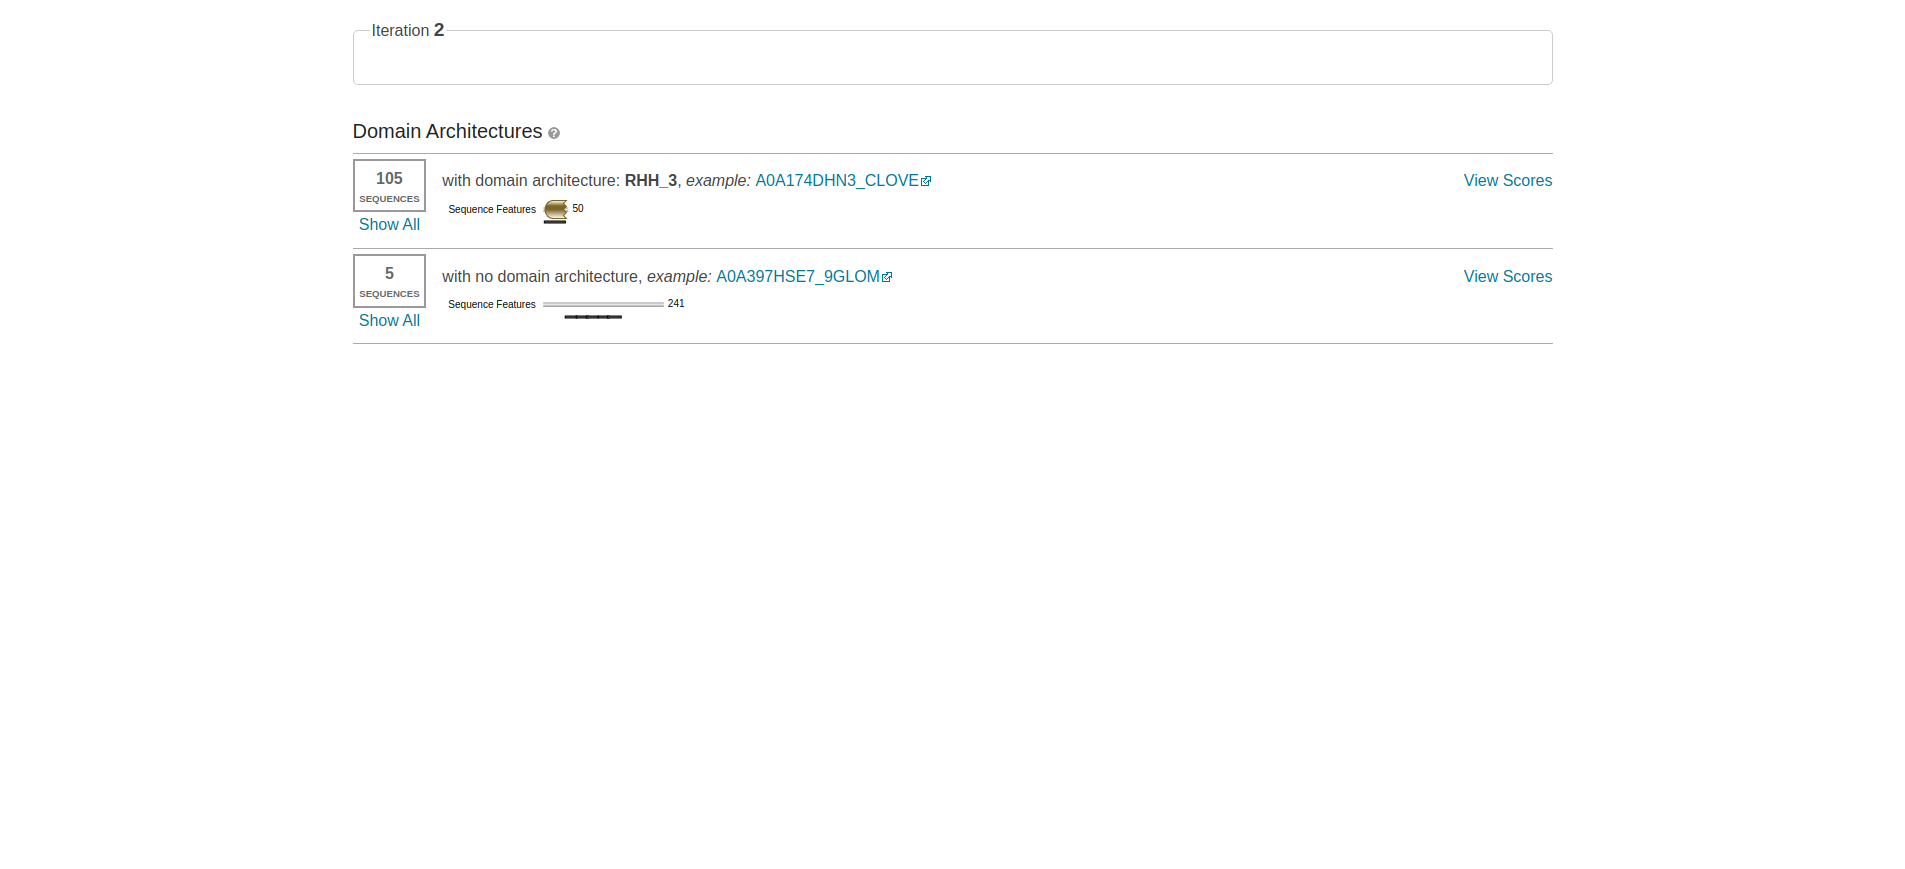 Iteration 2
Domain Architectures
105
SEQUENCES
Show All
with domain architecture: RHH_3, example: A0A174DHN3_CLOVE
View Scores
Sequence Features 50
5
SEQUENCES
Show All
with no domain architecture, example: A0A397HSE7_9GLOM
View Scores
Sequence Features 241